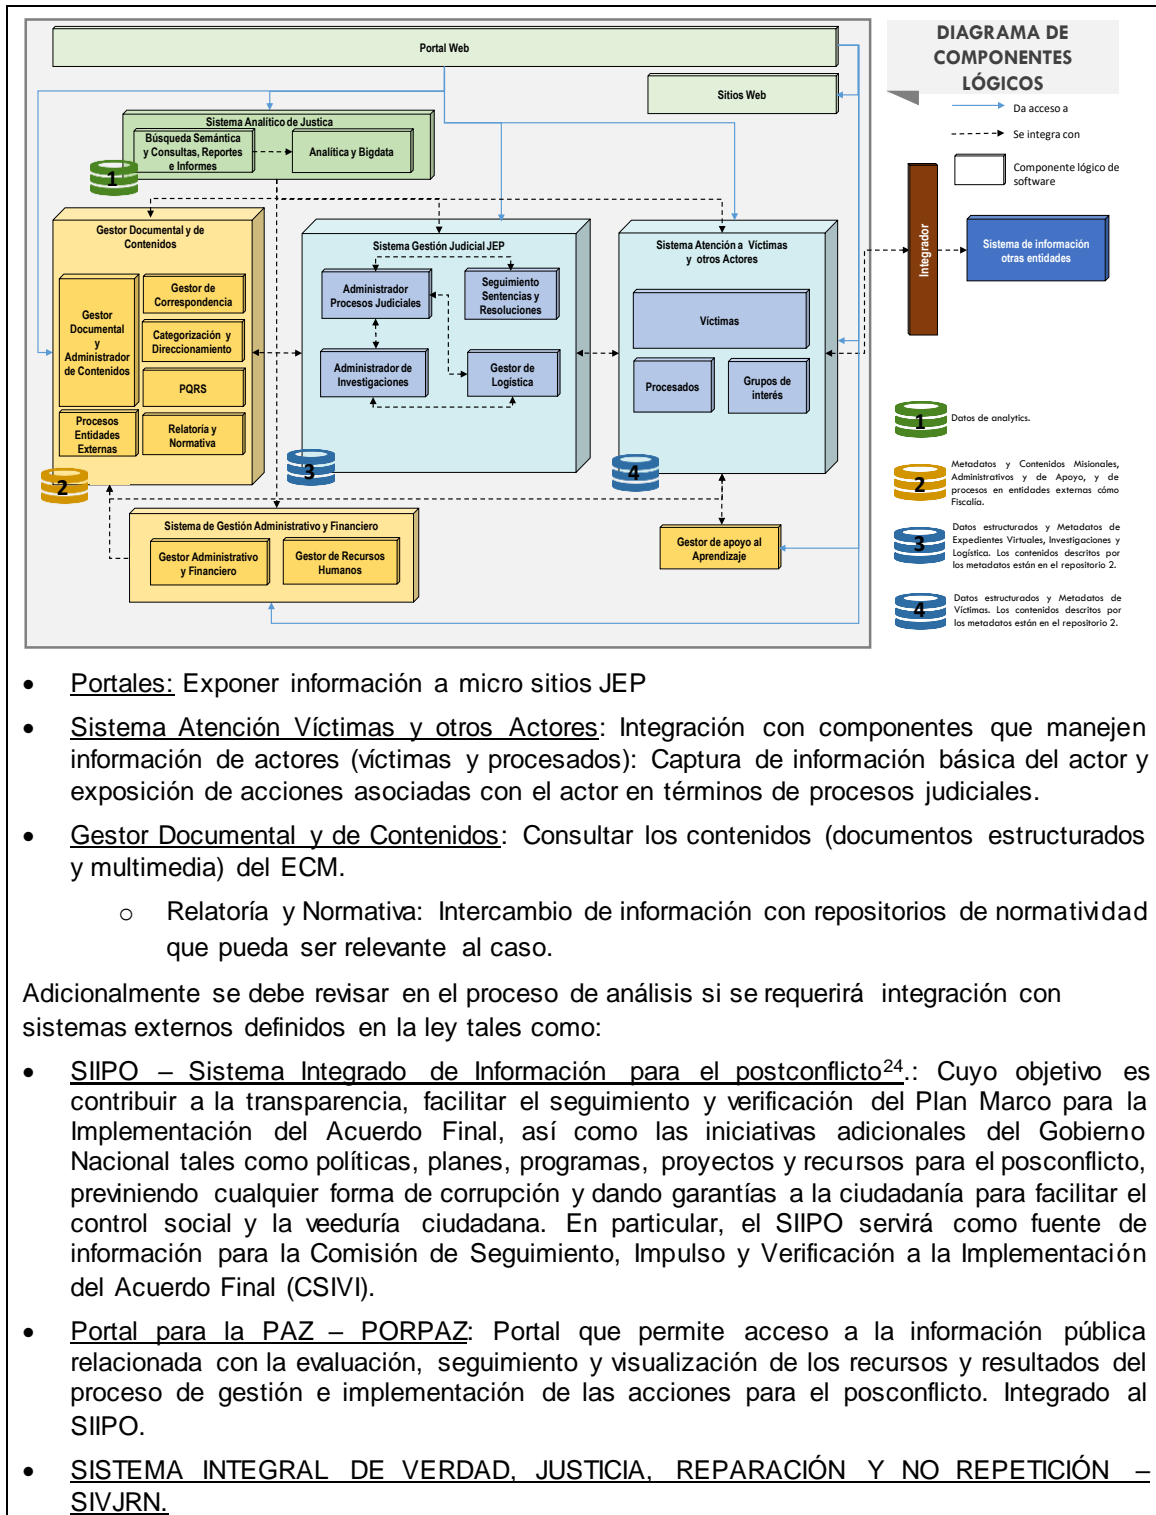 DIAGRAMA DE
COMPONENTES
LÓGICOS
Da acceso a
Se integra con
Componente lógico de
software
Portal Web
Sitios Web
Sistema Analítico de Justica
Búsqueda Semántica
y Consultas, Reportes
e Informes
Analítica y Bigdata
1
Gestor Documental y de
Contenidos
Gestor
Documental
y
Administrador
de Contenidos
Gestor de
Correspondencia
Categorización y
Direccionamiento
PQRS
Procesos
Entidades
Externas
Relatoría y
Normativa
2
Sistema Gestión Judicial JEP
Administrador
Procesos Judiciales
Seguimiento
Sentencias y
Resoluciones
Administrador de
Investigaciones
Gestor de
Logística
3
Sistema Atención a Víctimas
y otros Actores
Víctimas
Procesados
Grupos de
interés
4
Integrador
Sistema de información
otras entidades
Sistema de Gestión Administrativo y Financiero
Gestor Administrativo
y Financiero
Gestor de Recursos
Humanos
Gestor de apoyo al
Aprendizaje
1
Datos de analytics.
2
Metadatos y Contenidos Misionales,
Administrativos y de Apoyo, y de
procesos en entidades externas cómo
Fiscalía.
3
Datos estructurados y Metadatos de
Expedientes Virtuales, Investigaciones y
Logística. Los contenidos descritos por
los metadatos están en el repositorio 2.
4
Datos estructurados y Metadatos de
Víctimas. Los contenidos descritos por
los metadatos están en el repositorio 2.
• Portales: Exponer información a micro sitios JEP
• Sistema Atención Víctimas y otros Actores: Integración con componentes que manejen
información de actores (víctimas y procesados): Captura de información básica del actor y
exposición de acciones asociadas con el actor en términos de procesos judiciales.
• Gestor Documental y de Contenidos: Consultar los contenidos (documentos estructurados
y multimedia) del ECM.
o Relatoría y Normativa: Intercambio de información con repositorios de normatividad
que pueda ser relevante al caso.
Adicionalmente se debe revisar en el proceso de análisis si se requerirá integración con
sistemas externos definidos en la ley tales como:
• SIIPO – Sistema Integrado de Información para el postconflicto24.: Cuyo objetivo es
contribuir a la transparencia, facilitar el seguimiento y verificación del Plan Marco para la
Implementación del Acuerdo Final, así como las iniciativas adicionales del Gobierno
Nacional tales como políticas, planes, programas, proyectos y recursos para el posconflicto,
previniendo cualquier forma de corrupción y dando garantías a la ciudadanía para facilitar el
control social y la veeduría ciudadana. En particular, el SIIPO servirá como fuente de
información para la Comisión de Seguimiento, Impulso y Verificación a la Implementación
del Acuerdo Final (CSIVI).
• Portal para la PAZ – PORPAZ: Portal que permite acceso a la información pública
relacionada con la evaluación, seguimiento y visualización de los recursos y resultados del
proceso de gestión e implementación de las acciones para el posconflicto. Integrado al
SIIPO.
• SISTEMA INTEGRAL DE VERDAD, JUSTICIA, REPARACIÓN Y NO REPETICIÓN –
SIVJRN.